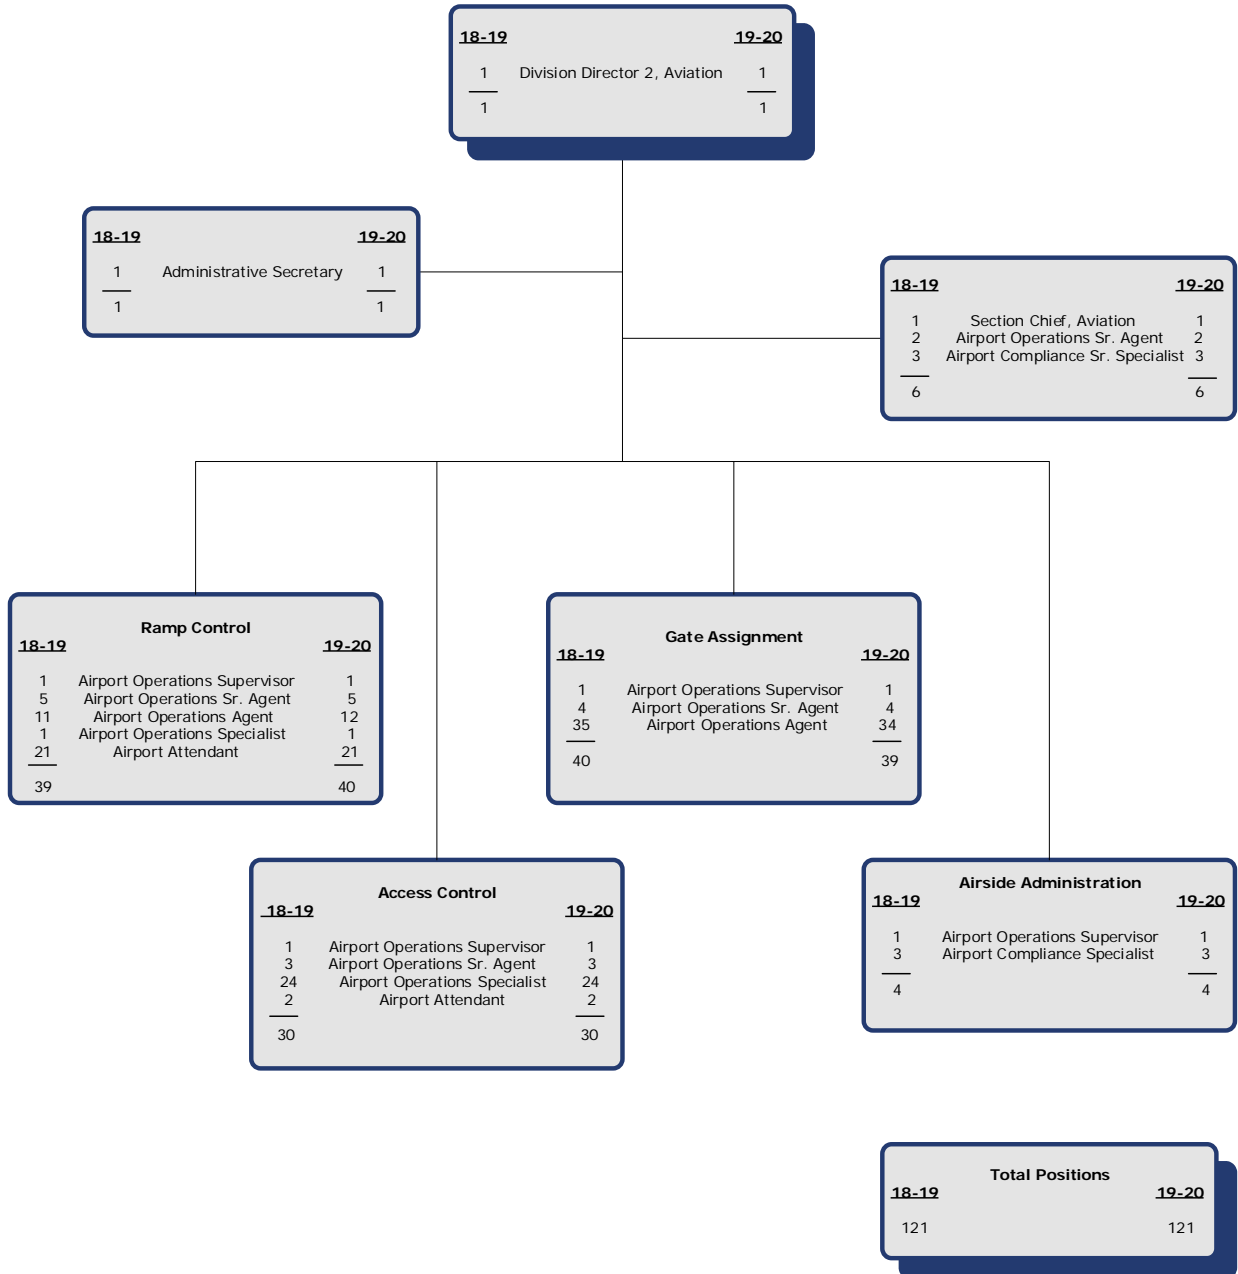 18-19 19-20
1 Division Director 2, Aviation 1
1 1
18-19 19-20
1 Administrative Secretary 1
1 1
18-19 19-20
1 Section Chief, Aviation 1
2 Airport Operations Sr. Agent 2
3 Airport Compliance Sr. Specialist 3
6 6
Ramp Control
18-19 19-20
1 Airport Operations Supervisor 1
5 Airport Operations Sr. Agent 5
11 Airport Operations Agent 12
1 Airport Operations Specialist 1
21 Airport Attendant 21
39 40
Gate Assignment
18-19 19-20
1 Airport Operations Supervisor 1
4 Airport Operations Sr. Agent 4
35 Airport Operations Agent 34
40 39
Access Control
18-19 19-20
1 Airport Operations Supervisor 1
3 Airport Operations Sr. Agent 3
24 Airport Operations Specialist 24
2 Airport Attendant 2
30 30
Airside Administration
18-19 19-20
1 Airport Operations Supervisor 1
3 Airport Compliance Specialist 3
4 4
Total Positions
18-19 19-20
121 121